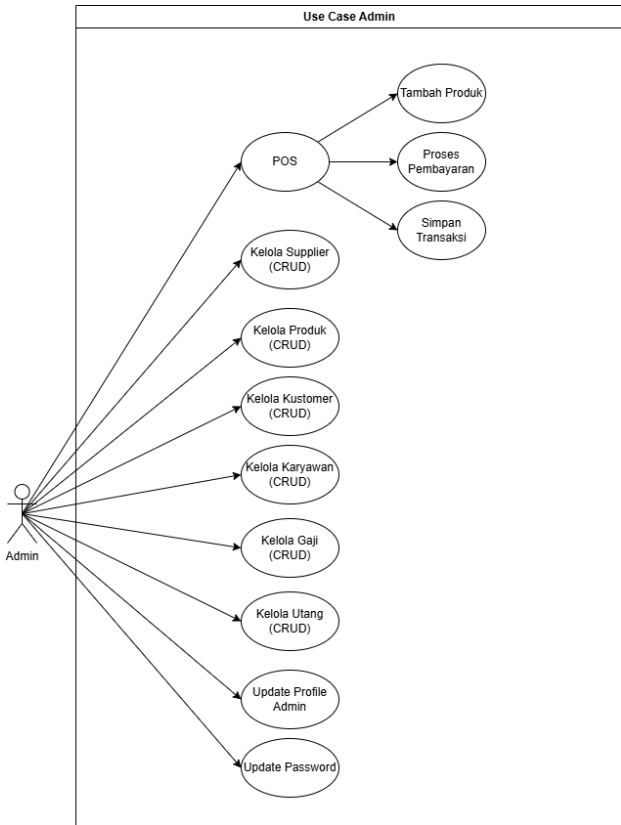 Use Case Admin
Tambah Produk
POS
Proses
Pembayaran
Simpan
Transaksi
Kelola Supplier
(CRUD)
Kelola Produk
(CRUD)
Kelola Kustomer
(CRUD)
Kelola Karyawan
(CRUD)
Admin
Kelola Gaji
(CRUD)
Kelola Utang
(CRUD)
Update Profile
Admin
Update Password